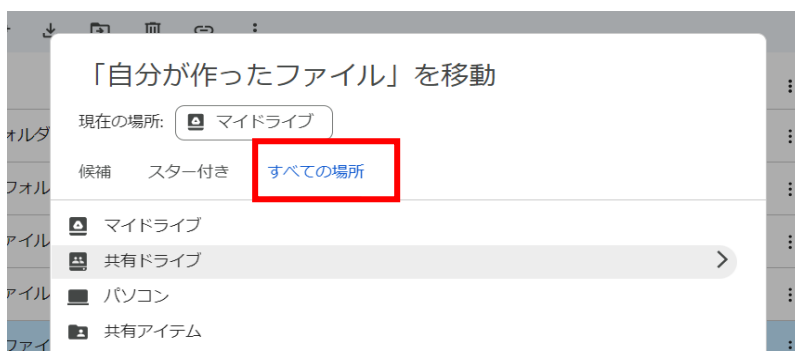 「自分が作ったファイル」を移動
現在の場所: マイドライブ
候補 スター付き すべての場所
マイドライブ
共有ドライブ
パソコン
共有アイテム